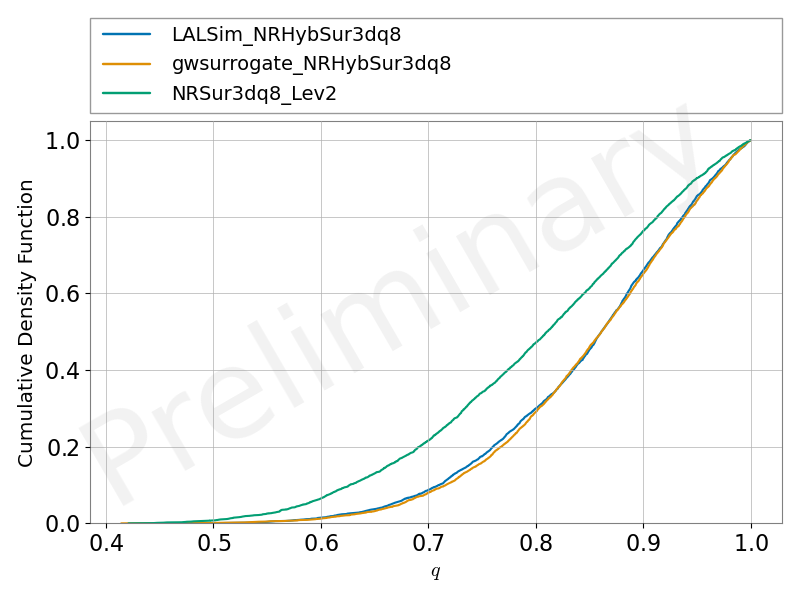 LALSim_NRHybSur3dq8
gwsurrogate_NRHybSur3dq8
NRSur3dq8_Lev2
Preliminary
Cumulative Density Function
1.0
0.8
0.6
0.4
0.2
0.0
0.4 0.5 0.6 0.7 0.8 0.9 1.0
q